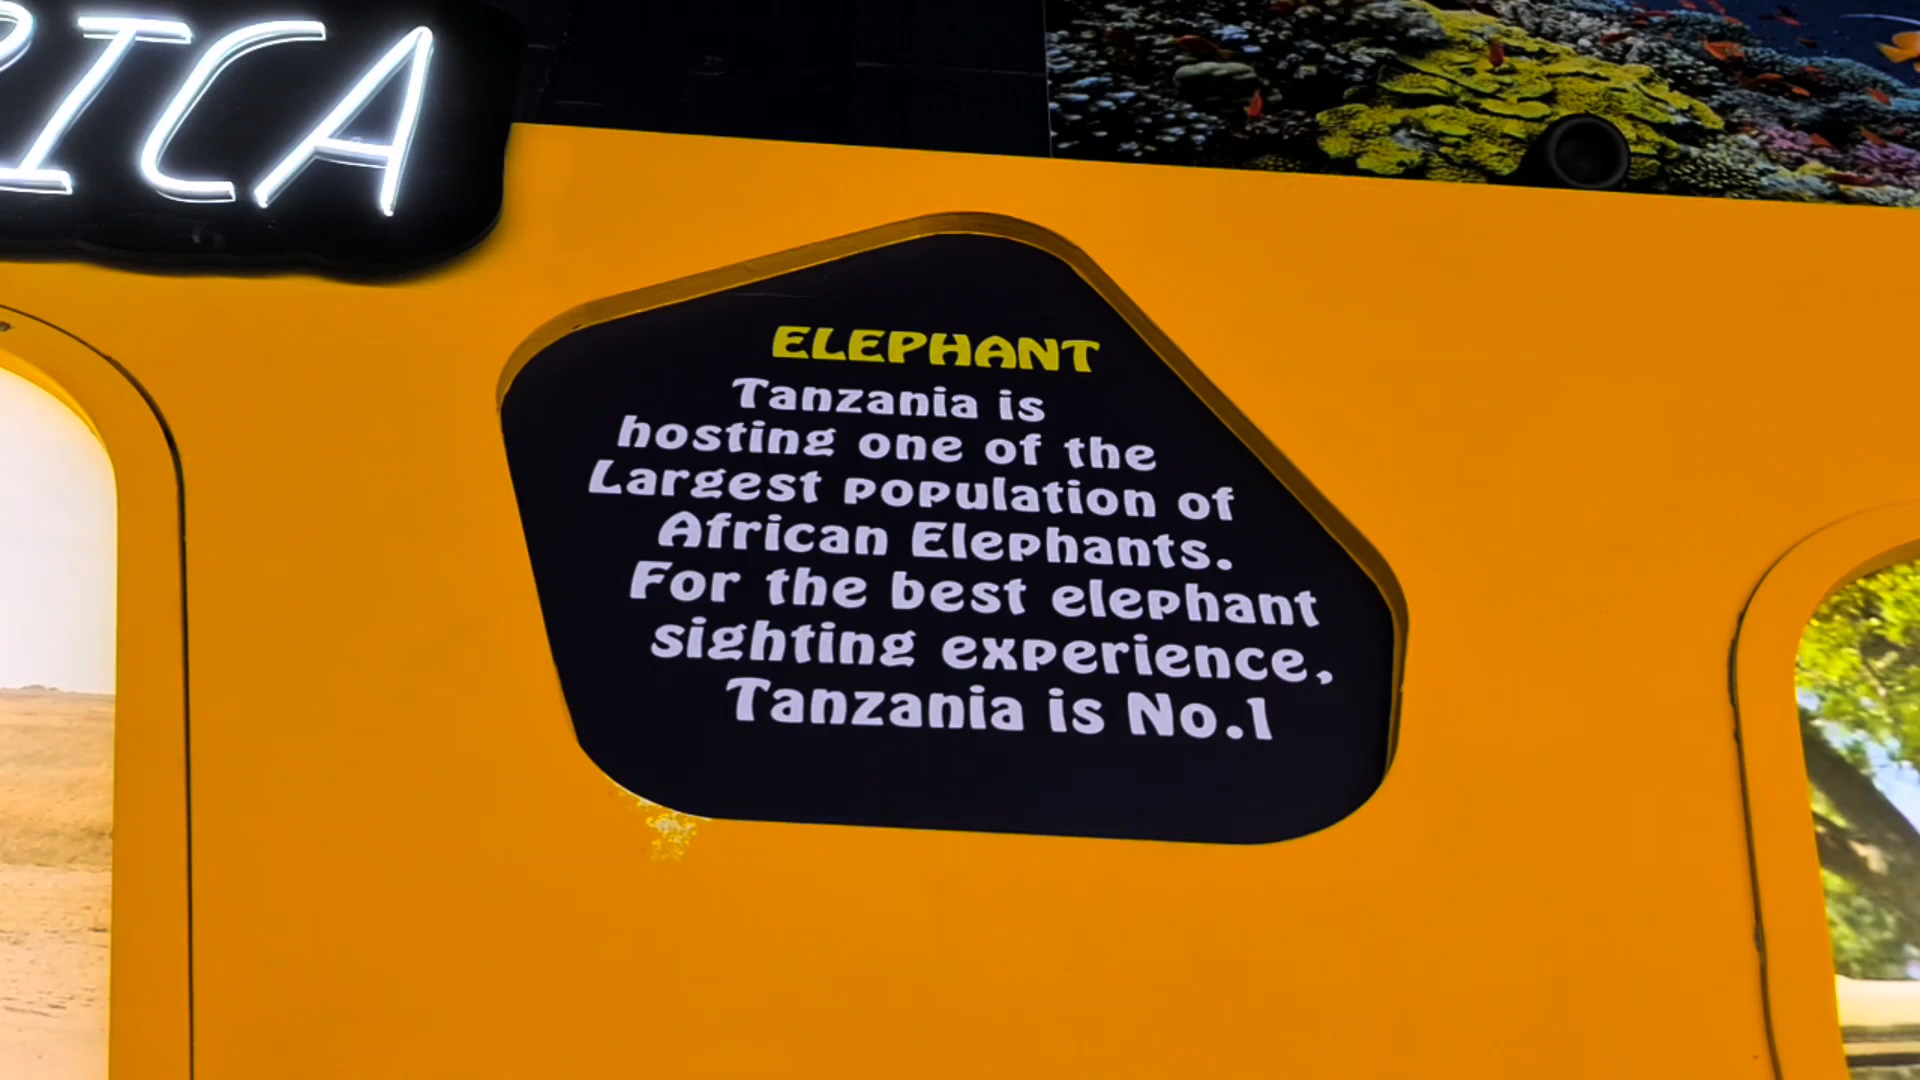 RICA
ELEPHANT
Tanzania is
hosting one of the
Largest population of
African Elephants.
For the best elephant
sighting experience,
Tanzania is No.1